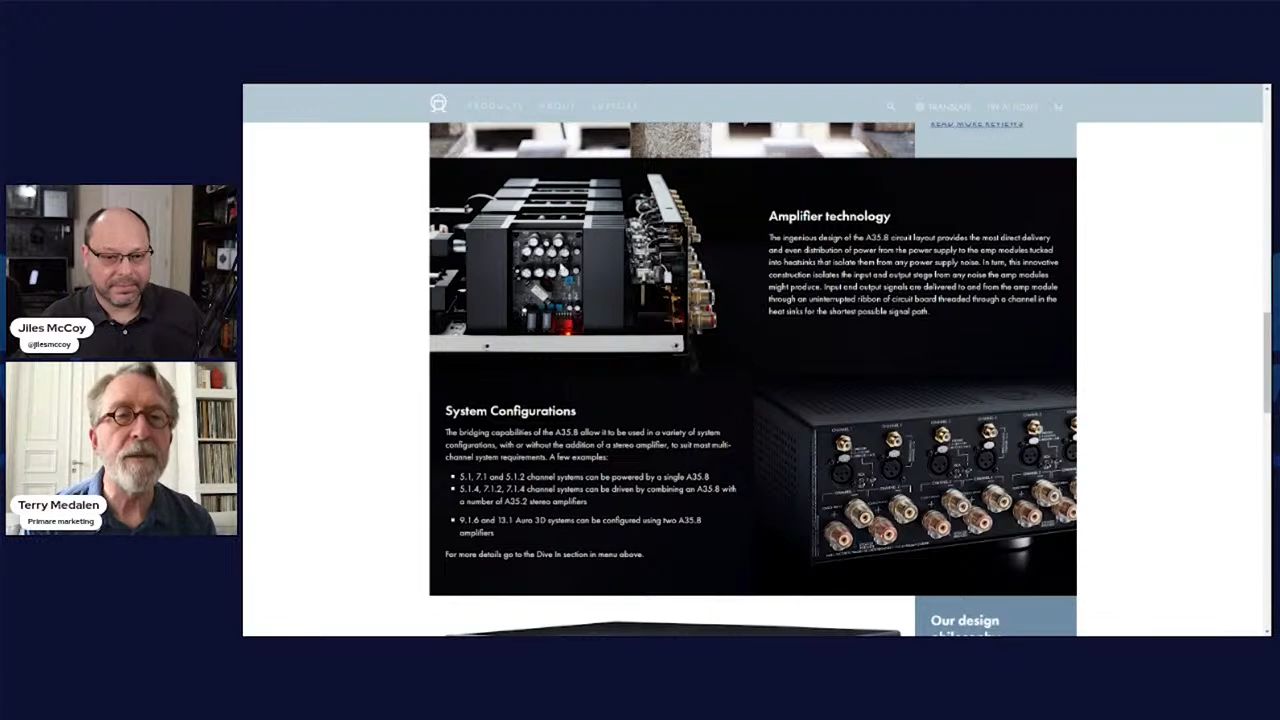 PRODUCTS ABOUT SUPPORT
TRANSLATE TRY AT HOME
READ MORE REVIEWS
Amplifier technology
The ingenious design of the A35.8 circuit layout provides the most direct delivery
and even distribution of power from the power supply to the amp modules tucked
into heatsinks that isolate them from any power supply noise. In turn, this innovative
construction isolates the input and output stage from any noise the amp modules
might produce. Input and output signals are delivered to and from the amp module
through an uninterrupted ribbon of circuit board threaded through a channel in the
heat sinks for the shortest possible signal path.
Jiles McCoy
@jilesmccoy
System Configurations
The bridging capabilities of the A35.8 allow it to be used in a variety of system
configurations, with or without the addition of a stereo amplifier, to suit most multi-
channel system requirements. A few examples:
5.1, 7.1 and 5.1.2 channel systems can be powered by a single A35.8
5.1.4, 7.1.2, 7.1.4 channel systems can be driven by combining an A35.8 with
a number of A35.2 stereo amplifiers
9.1.6 and 13.1 Auro 3D systems can be configured using two A35.8
amplifiers
For more details go to the Dive In section in menu above.
Terry Medalen
Primare marketing
Our design
philosophy